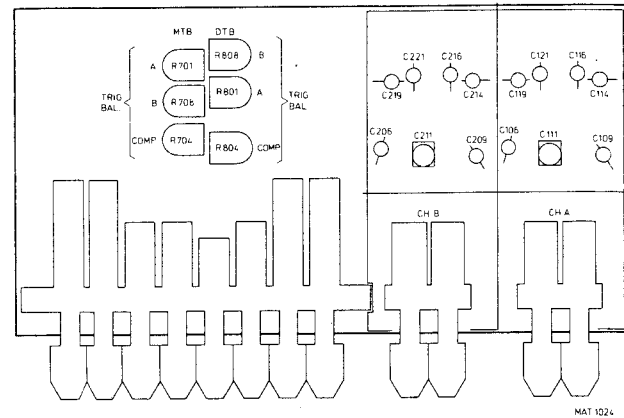 MTB DTB
A R701 R808 B
TRIG BAL. R801 A TRIG BAL
B R706
COMP R704 R804 COMP
C221 C216 C121 C116
C219 C214 C119 C114
C206 C211 C209 C106 C111 C109
CH B CH A
MAT 1024